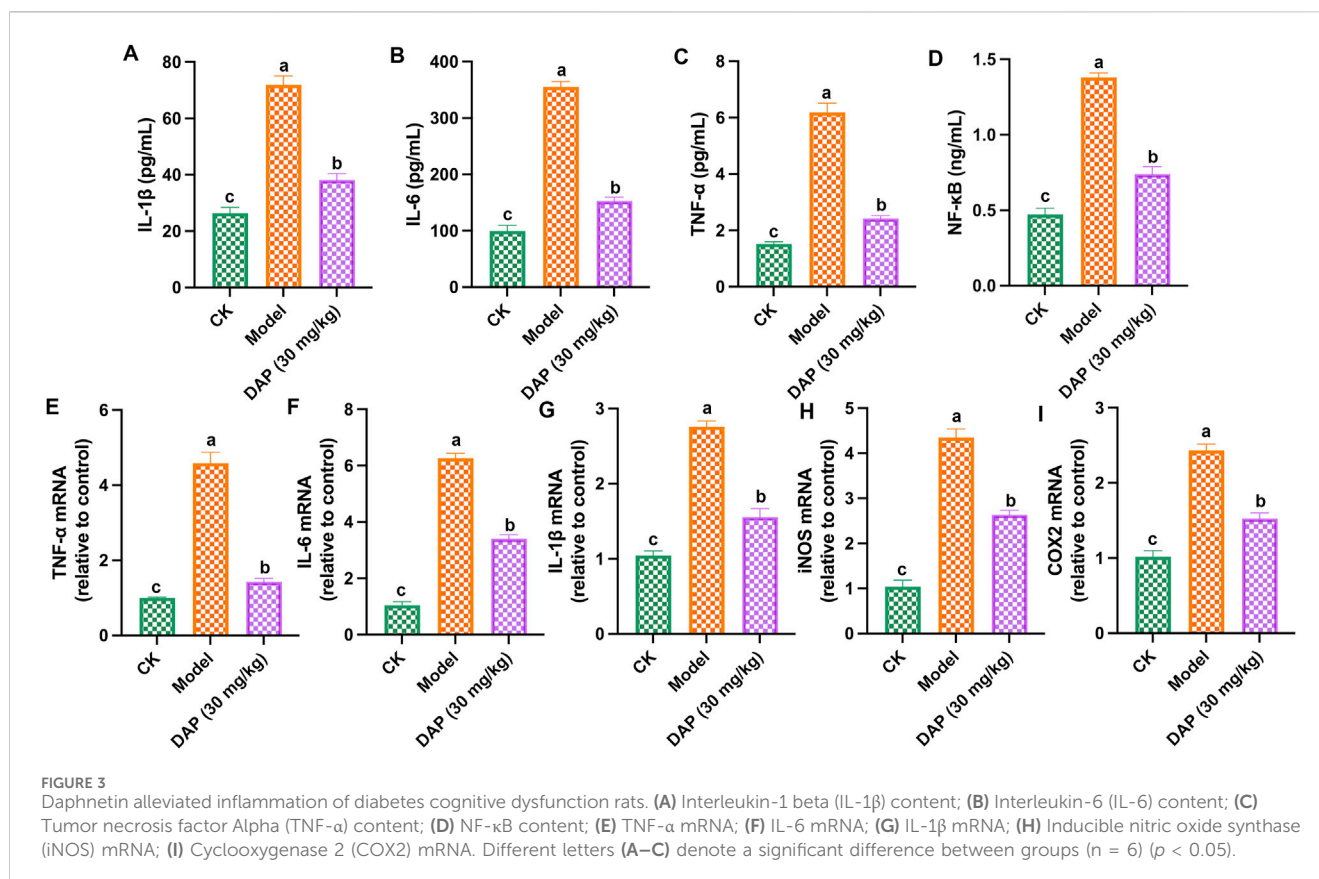 A
a
b
c
IL-1β (pg/mL)
80
60
40
20
0
CK
Model
DAP (30 mg/kg)
B
a
b
c
IL-6 (pg/mL)
400
300
200
100
0
CK
Model
DAP (30 mg/kg)
C
a
b
c
TNF-α (pg/mL)
8
6
4
2
0
CK
Model
DAP (30 mg/kg)
D
a
b
c
NF-κB (ng/mL)
1.5
1.0
0.5
0.0
CK
Model
DAP (30 mg/kg)
E
a
b
c
TNF-α mRNA
(relative to control)
6
4
2
0
CK
Model
DAP (30 mg/kg)
F
a
b
c
IL-6 mRNA
(relative to control)
8
6
4
2
0
CK
Model
DAP (30 mg/kg)
G
a
b
c
IL-1β mRNA
(relative to control)
3
2
1
0
CK
Model
DAP (30 mg/kg)
H
a
b
c
iNOS mRNA
(relative to control)
5
4
3
2
1
0
CK
Model
DAP (30 mg/kg)
I
a
b
c
COX2 mRNA
(relative to control)
3
2
1
0
CK
Model
DAP (30 mg/kg)
FIGURE 3
Daphnetin alleviated inflammation of diabetes cognitive dysfunction rats. (A) Interleukin-1 beta (IL-1β) content; (B) Interleukin-6 (IL-6) content; (C)
Tumor necrosis factor Alpha (TNF-α) content; (D) NF-κB content; (E) TNF-α mRNA; (F) IL-6 mRNA; (G) IL-1β mRNA; (H) Inducible nitric oxide synthase
(iNOS) mRNA; (I) Cyclooxygenase 2 (COX2) mRNA. Different letters (A–C) denote a significant difference between groups (n = 6) (p < 0.05).